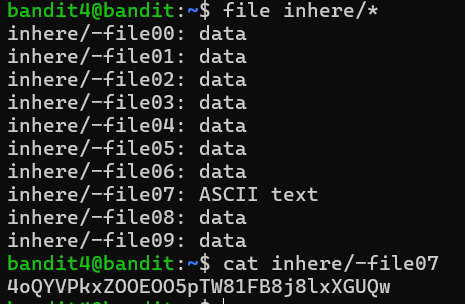 bandit4@bandit:~$ file inhere/*
inhere/-file00: data
inhere/-file01: data
inhere/-file02: data
inhere/-file03: data
inhere/-file04: data
inhere/-file05: data
inhere/-file06: data
inhere/-file07: ASCII text
inhere/-file08: data
inhere/-file09: data
bandit4@bandit:~$ cat inhere/-file07
4oQYVPkxZOOEOO5pTW81FB8j8lxXGUQw